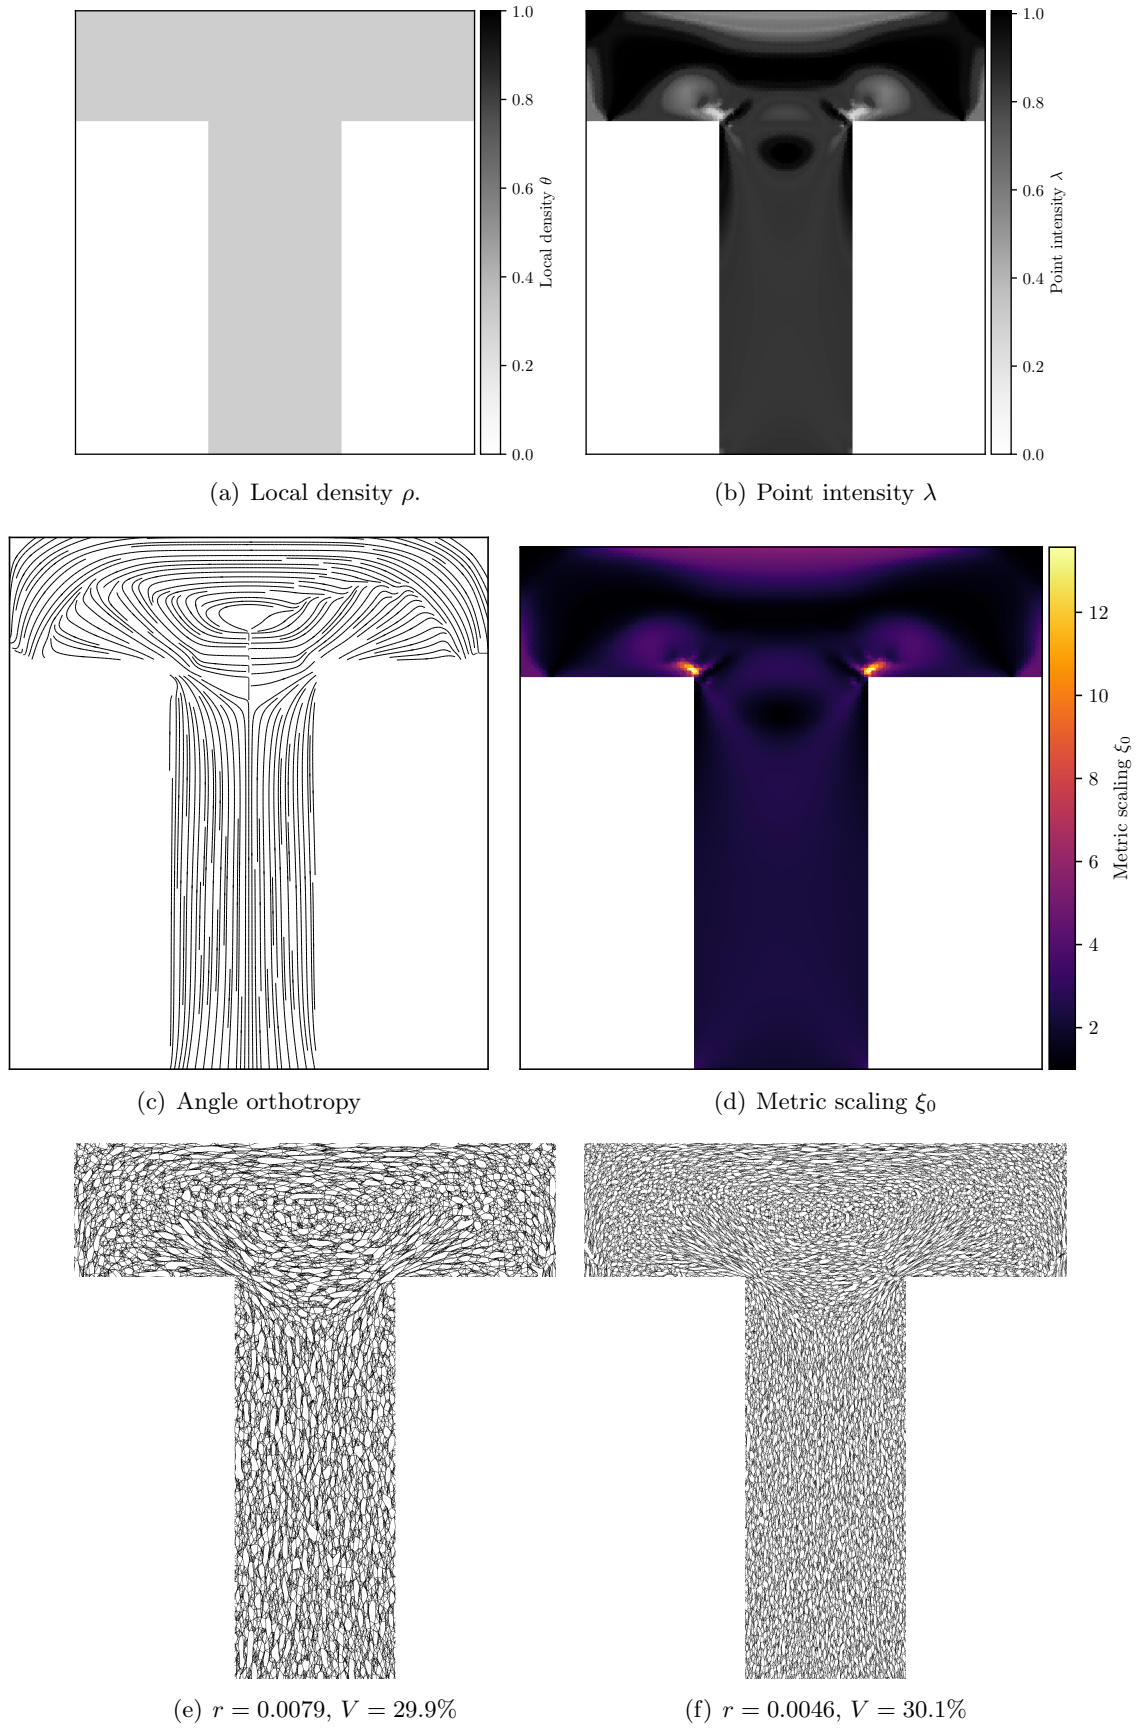 1.0
0.8
0.6
0.4
0.2
0.0
Local density θ
1.0
0.8
0.6
0.4
0.2
0.0
Point intensity λ
(a) Local density ρ.
(b) Point intensity λ
12
10
8
6
4
2
Metric scaling ξ₀
(c) Angle orthotropy
(d) Metric scaling ξ₀
(e) r = 0.0079, V = 29.9%
(f) r = 0.0046, V = 30.1%